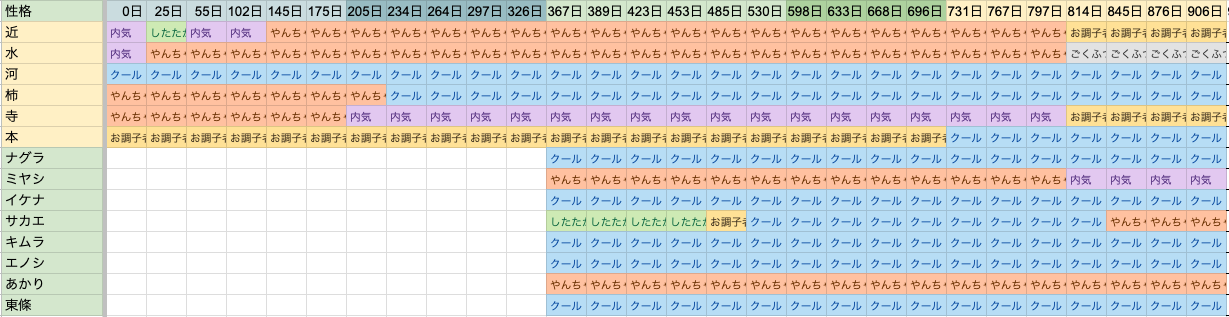 性格 0日 25日 55日 102日 145日 175日 205日 234日 264日 297日 326日 367日 389日 423日 453日 485日 530日 598日 633日 668日 696日 731日 767日 797日 814日 845日 876日 906日
近 内気 したた 内気 内気 やんち やんち やんち やんち やんち やんち やんち やんち やんち やんち やんち やんち やんち やんち やんち やんち やんち やんち やんち やんち お調子 お調子 お調子 お調子
水 内気 やんち やんち やんち やんち やんち やんち やんち やんち やんち やんち やんち やんち やんち やんち やんち やんち やんち やんち やんち やんち やんち やんち やんち ごくふ ごくふ ごくふ ごくふ
河 クール クール クール クール クール クール クール クール クール クール クール クール クール クール クール クール クール クール クール クール クール クール クール クール クール クール クール クール
柿 やんち やんち やんち やんち やんち やんち やんち クール クール クール クール クール クール クール クール クール クール クール クール クール クール クール クール クール クール クール クール クール
寺 やんち やんち やんち やんち やんち やんち 内気 内気 内気 内気 内気 内気 内気 内気 内気 内気 内気 内気 内気 内気 内気 内気 内気 内気 お調子 お調子 お調子 お調子
本 お調子 お調子 お調子 お調子 お調子 お調子 お調子 お調子 お調子 お調子 お調子 お調子 お調子 お調子 お調子 お調子 お調子 お調子 お調子 お調子 お調子 クール クール クール クール クール クール クール
ナグラ クール クール クール クール クール クール クール クール クール クール クール クール クール クール クール クール クール
ミヤシ やんち やんち やんち やんち やんち やんち やんち やんち やんち やんち やんち やんち やんち 内気 内気 内気 内気
イケナ クール クール クール クール クール クール クール クール クール クール クール クール クール クール クール クール クール
サカエ したた したた したた したた お調子 クール クール クール クール クール クール クール クール クール やんち やんち やんち
キムラ クール クール クール クール クール クール クール クール クール クール クール クール クール クール クール クール クール
エノシ クール クール クール クール クール クール クール クール クール クール クール クール クール クール クール クール クール
あかり やんち やんち やんち やんち やんち やんち やんち やんち やんち やんち やんち やんち やんち やんち やんち やんち やんち
東條 クール クール クール クール クール クール クール クール クール クール クール クール クール クール クール クール クール